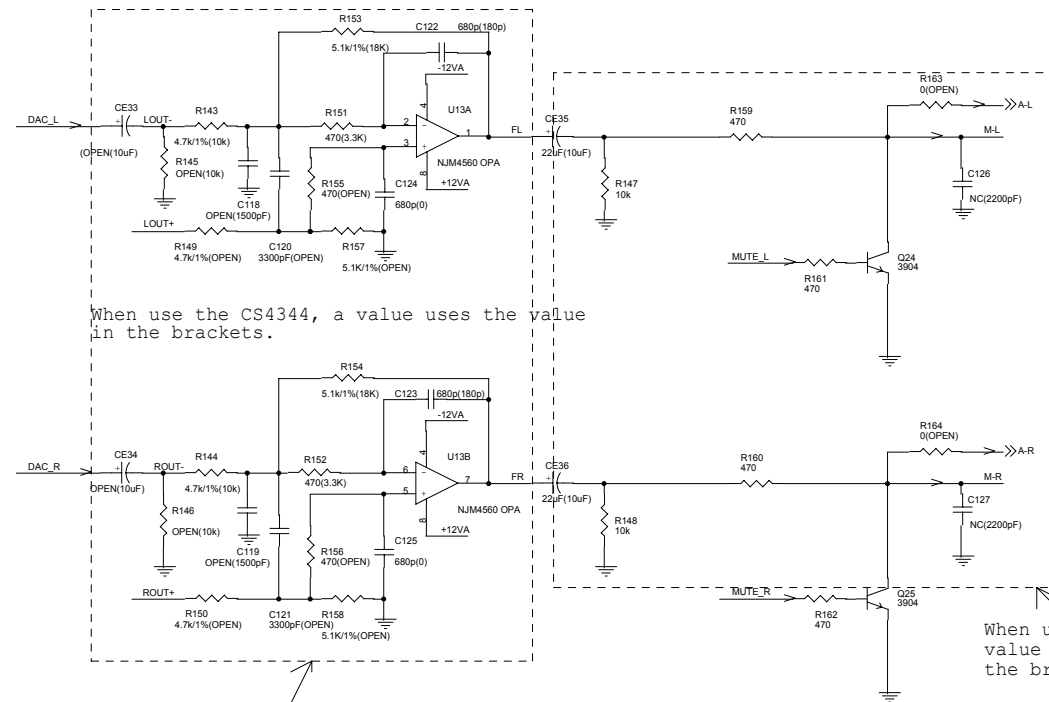 R153
5.1k/1%(18K)
C122
680p(180p)
-12VA
U13A
4
2
3
1
8
NJM4560 OPA
+12VA
DAC_L
CE33
+
(OPEN(10uF)
LOUT-
R143
4.7k/1%(10k)
R145
OPEN(10k)
C118
OPEN(1500pF)
R151
470(3.3K)
R155
470(OPEN)
C124
680p(0)
LOUT+
R149
4.7k/1%(OPEN)
C120
3300pF(OPEN)
R157
5.1K/1%(OPEN)
FL
CE35
+
22uF(10uF)
R147
10k
R159
470
R163
0(OPEN)
A-L
M-L
C126
NC(2200pF)
MUTE_L
R161
470
Q24
3904
When use the CS4344, a value uses the value
in the brackets.
R154
5.1k/1%(18K)
C123
680p(180p)
-12VA
U13B
4
6
5
7
8
NJM4560 OPA
+12VA
DAC_R
CE34
+
OPEN(10uF)
ROUT-
R144
4.7k/1%(10k)
R146
OPEN(10k)
C119
OPEN(1500pF)
R152
470(3.3K)
R156
470(OPEN)
C125
680p(0)
ROUT+
R150
4.7k/1%(OPEN)
C121
3300pF(OPEN)
R158
5.1K/1%(OPEN)
FR
CE36
+
22uF(10uF)
R148
10k
R160
470
R164
0(OPEN)
A-R
M-R
C127
NC(2200pF)
MUTE_R
R162
470
Q25
3904
When u
value
the br